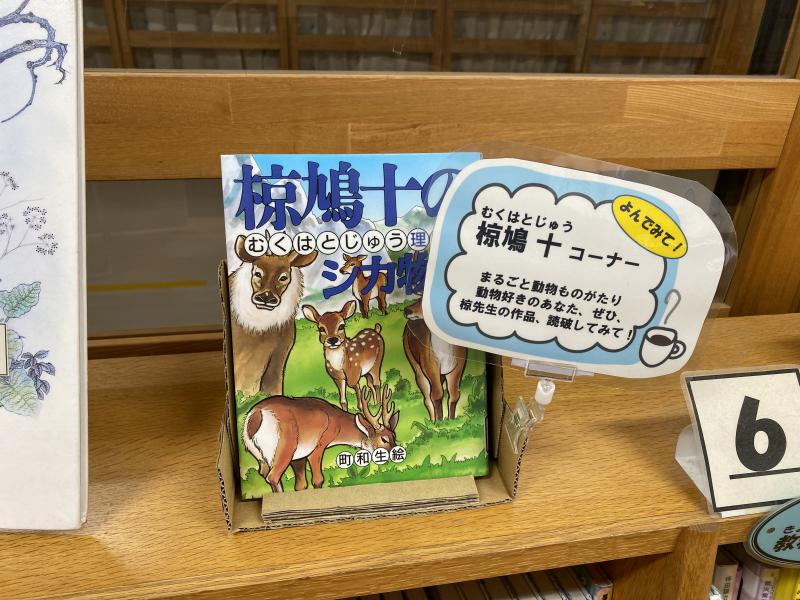 椋鳩十の
むくはとじゅう理
シカ物
町和生絵
よんでみて!
むくはとじゅう
椋鳩十コーナー
まるごと動物ものがたり
動物好きのあなた、ぜひ、
椋先生の作品、読破してみて!
6